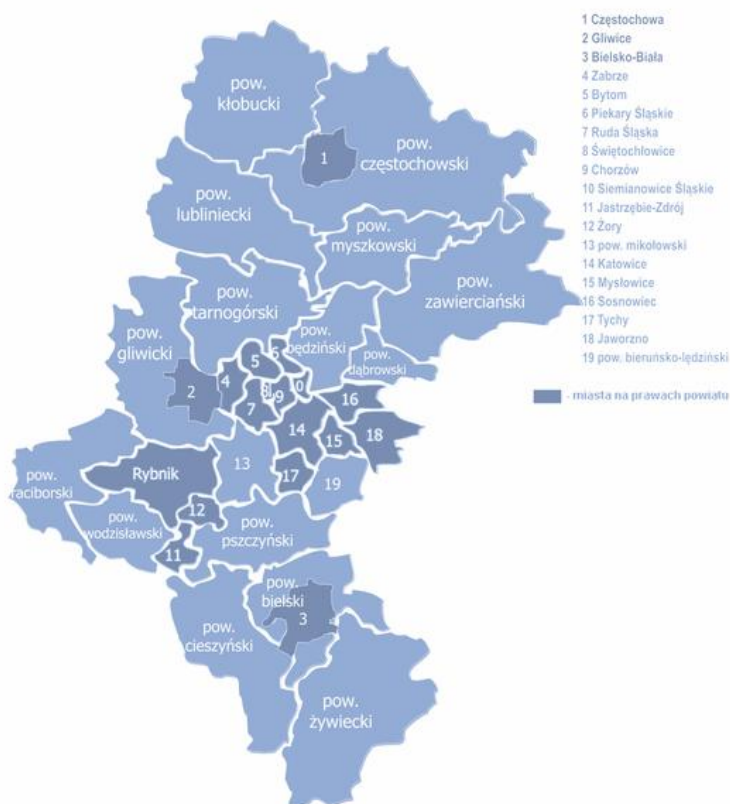 1 Częstochowa
2 Gliwice
3 Bielsko-Biała
4 Zabrze
5 Bytom
6 Piekary Śląskie
7 Ruda Śląska
8 Świętochłowice
9 Chorzów
10 Siemianowice Śląskie
11 Jastrzębie-Zdrój
12 Żory
13 pow. mikołowski
14 Katowice
15 Mysłowice
16 Sosnowiec
17 Tychy
18 Jaworzno
19 pow. bieruńsko-lędziński
- miasta na prawach powiatu
pow.
kłobucki
1
pow.
częstochowski
pow.
lubliniecki
pow.
myszkowski
pow.
zawierciański
pow.
tarnogórski
pow.
gliwicki
pow.
będziński
pow.
dąbrowski
2
4
5
6
7
8
9
10
14
15
16
18
17
13
19
Rybnik
pow.
raciborski
pow.
wodzisławski
12
11
pow.
pszczyński
pow.
bielski
3
pow.
cieszyński
pow.
żywiecki